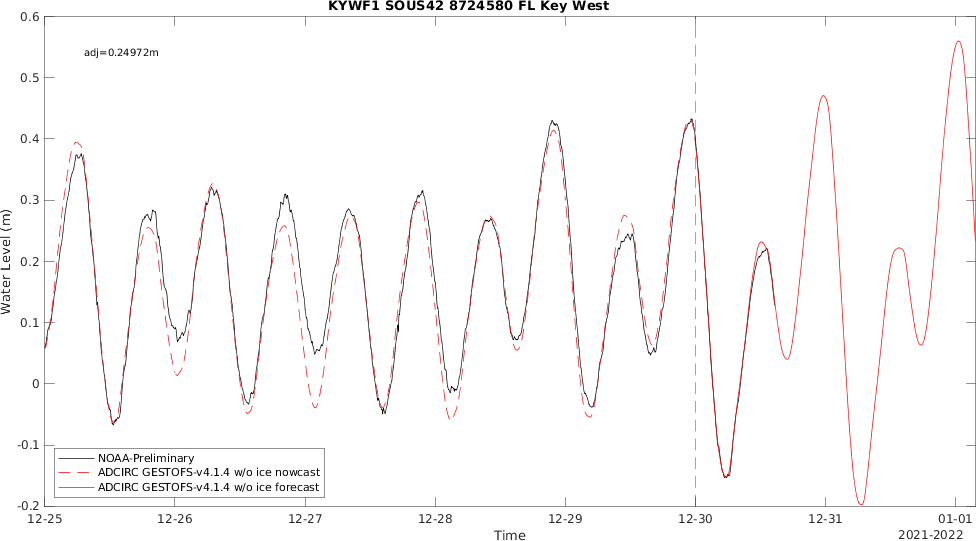 KYWF1 SOUS42 8724580 FL Key West
0.6
adj=0.24972m
0.5
0.4
0.3
0.2
0.1
0
-0.1
-0.2
Water Level (m)
NOAA-Preliminary
ADCIRC GESTOFS-v4.1.4 w/o ice nowcast
ADCIRC GESTOFS-v4.1.4 w/o ice forecast
12-25 12-26 12-27 12-28 12-29 12-30 12-31 01-01
Time
2021-2022